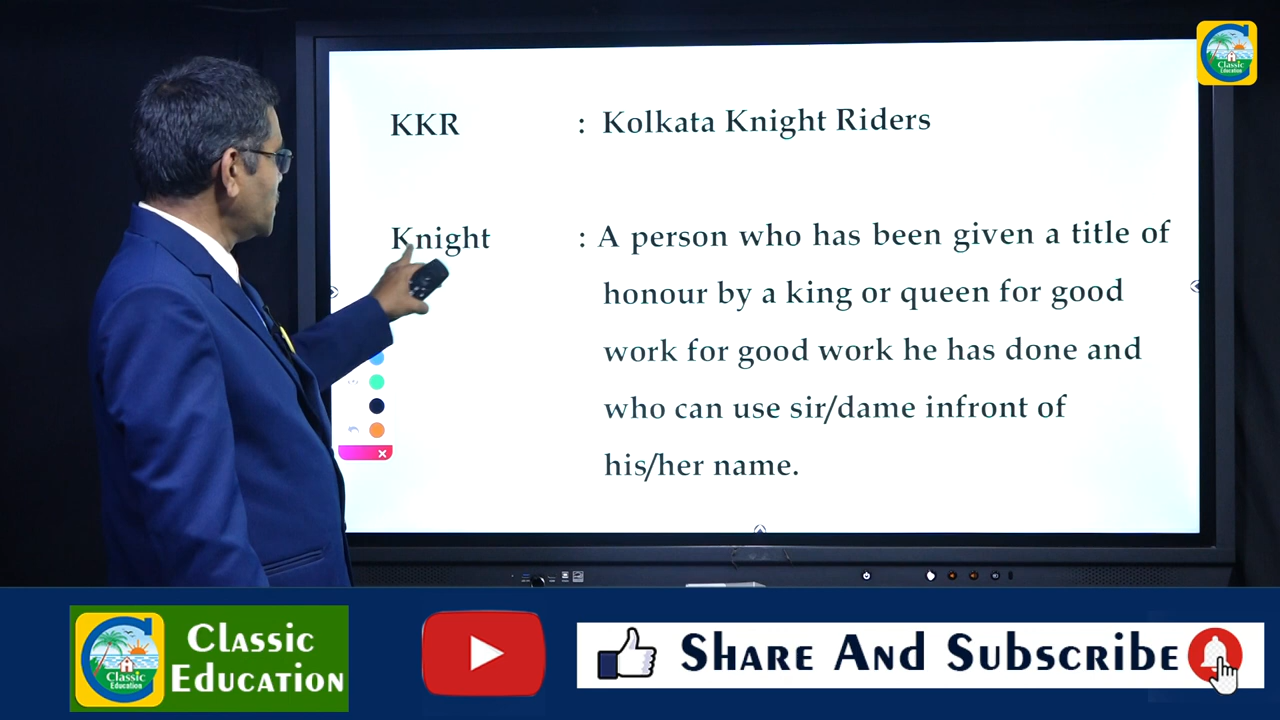 Classic
Education
KKR : Kolkata Knight Riders
Knight : A person who has been given a title of
honour by a king or queen for good
work for good work he has done and
who can use sir/dame infront of
his/her name.
Classic
Education
Classic
Education
Share And Subscribe